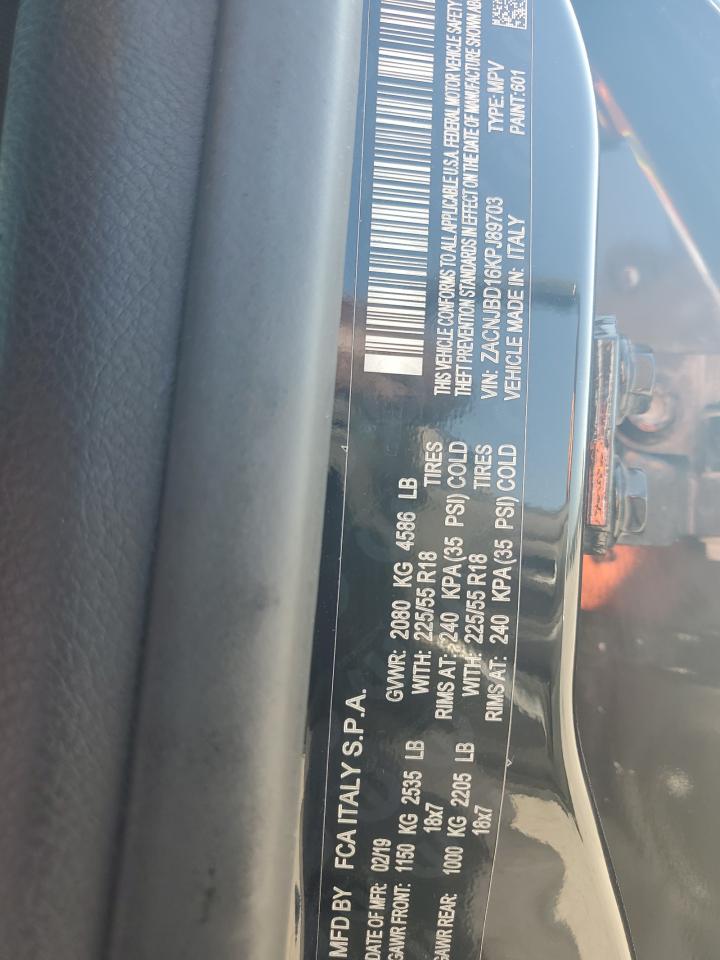 MFD BY FCA ITALY S.P.A.
DATE OF MFR: 02/19 GVWR: 2080 KG 4586 LB
GAWR FRONT: 1150 KG 2535 LB WITH: 225/55 R18 TIRES
18x7 RIMS AT: 240 KPA(35 PSI) COLD
GAWR REAR: 1000 KG 2205 LB WITH: 225/55 R18 TIRES
18x7 RIMS AT: 240 KPA(35 PSI) COLD
THIS VEHICLE CONFORMS TO ALL APPLICABLE U.S.A. FEDERAL MOTOR VEHICLE SAFETY
THEFT PREVENTION STANDARDS IN EFFECT ON THE DATE OF MANUFACTURE SHOWN
VIN: ZACNJBD16KPJ89703 TYPE: MPV
VEHICLE MADE IN: ITALY PAINT: 601